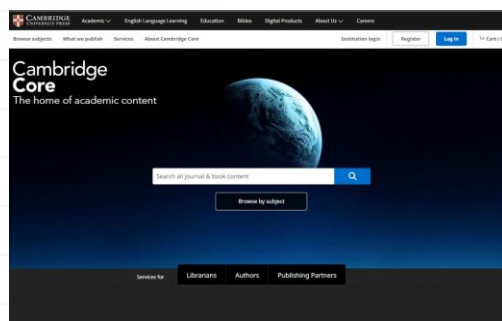 CAMBRIDGE
UNIVERSITY PRESS
Academic
English Language Learning
Education
Bibles
Digital Products
About Us
Careers
Browse subjects
What we publish
Services
About Cambridge Core
Institution login
Register
Log in
Cart (
Cambridge
Core
The home of academic content
Search all journal & book content
Browse by subject
Services for
Librarians
Authors
Publishing Partners